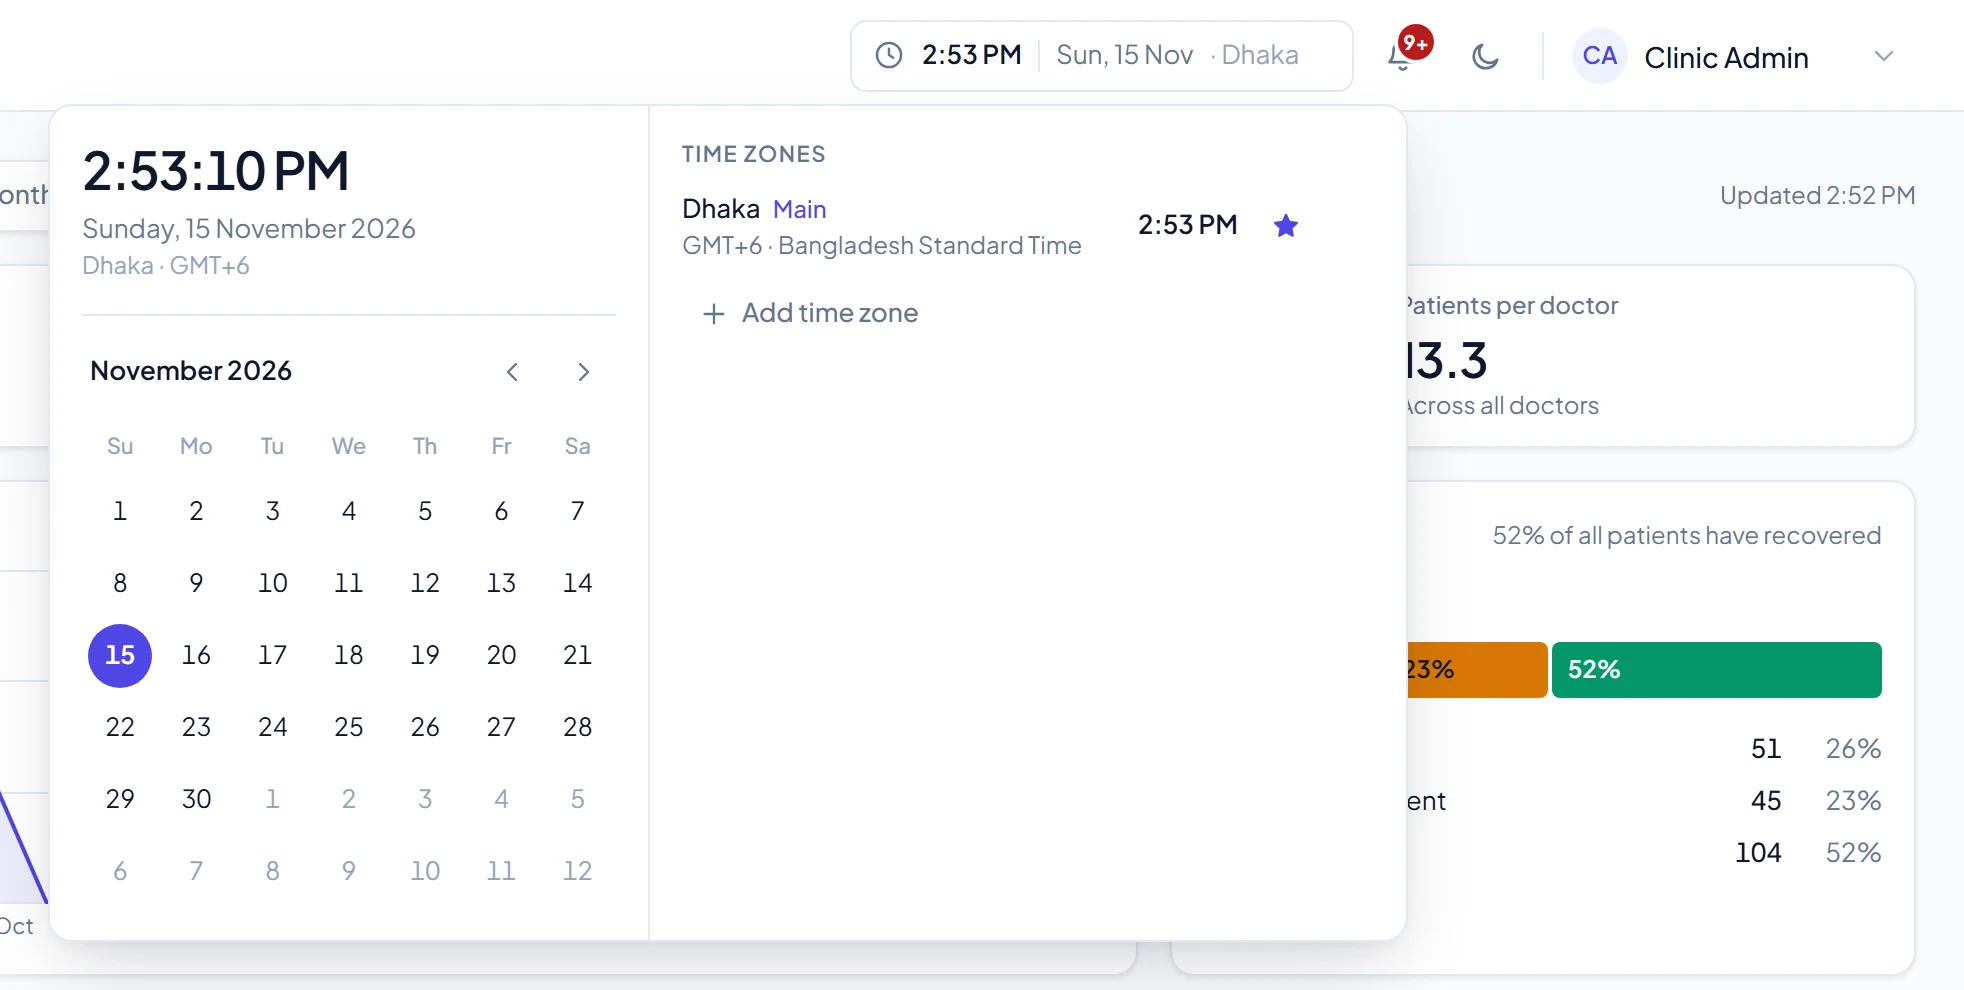 2:53 PM Sun, 15 Nov · Dhaka
9+
CA Clinic Admin
2:53:10 PM
Sunday, 15 November 2026
Dhaka · GMT+6
November 2026
Su Mo Tu We Th Fr Sa
1 2 3 4 5 6 7
8 9 10 11 12 13 14
15 16 17 18 19 20 21
22 23 24 25 26 27 28
29 30 1 2 3 4 5
6 7 8 9 10 11 12
TIME ZONES
Dhaka Main
GMT+6 · Bangladesh Standard Time
2:53 PM
+ Add time zone
Updated 2:52 PM
Patients per doctor
13.3
Across all doctors
52% of all patients have recovered
23% 52%
51 26%
45 23%
104 52%
Oct